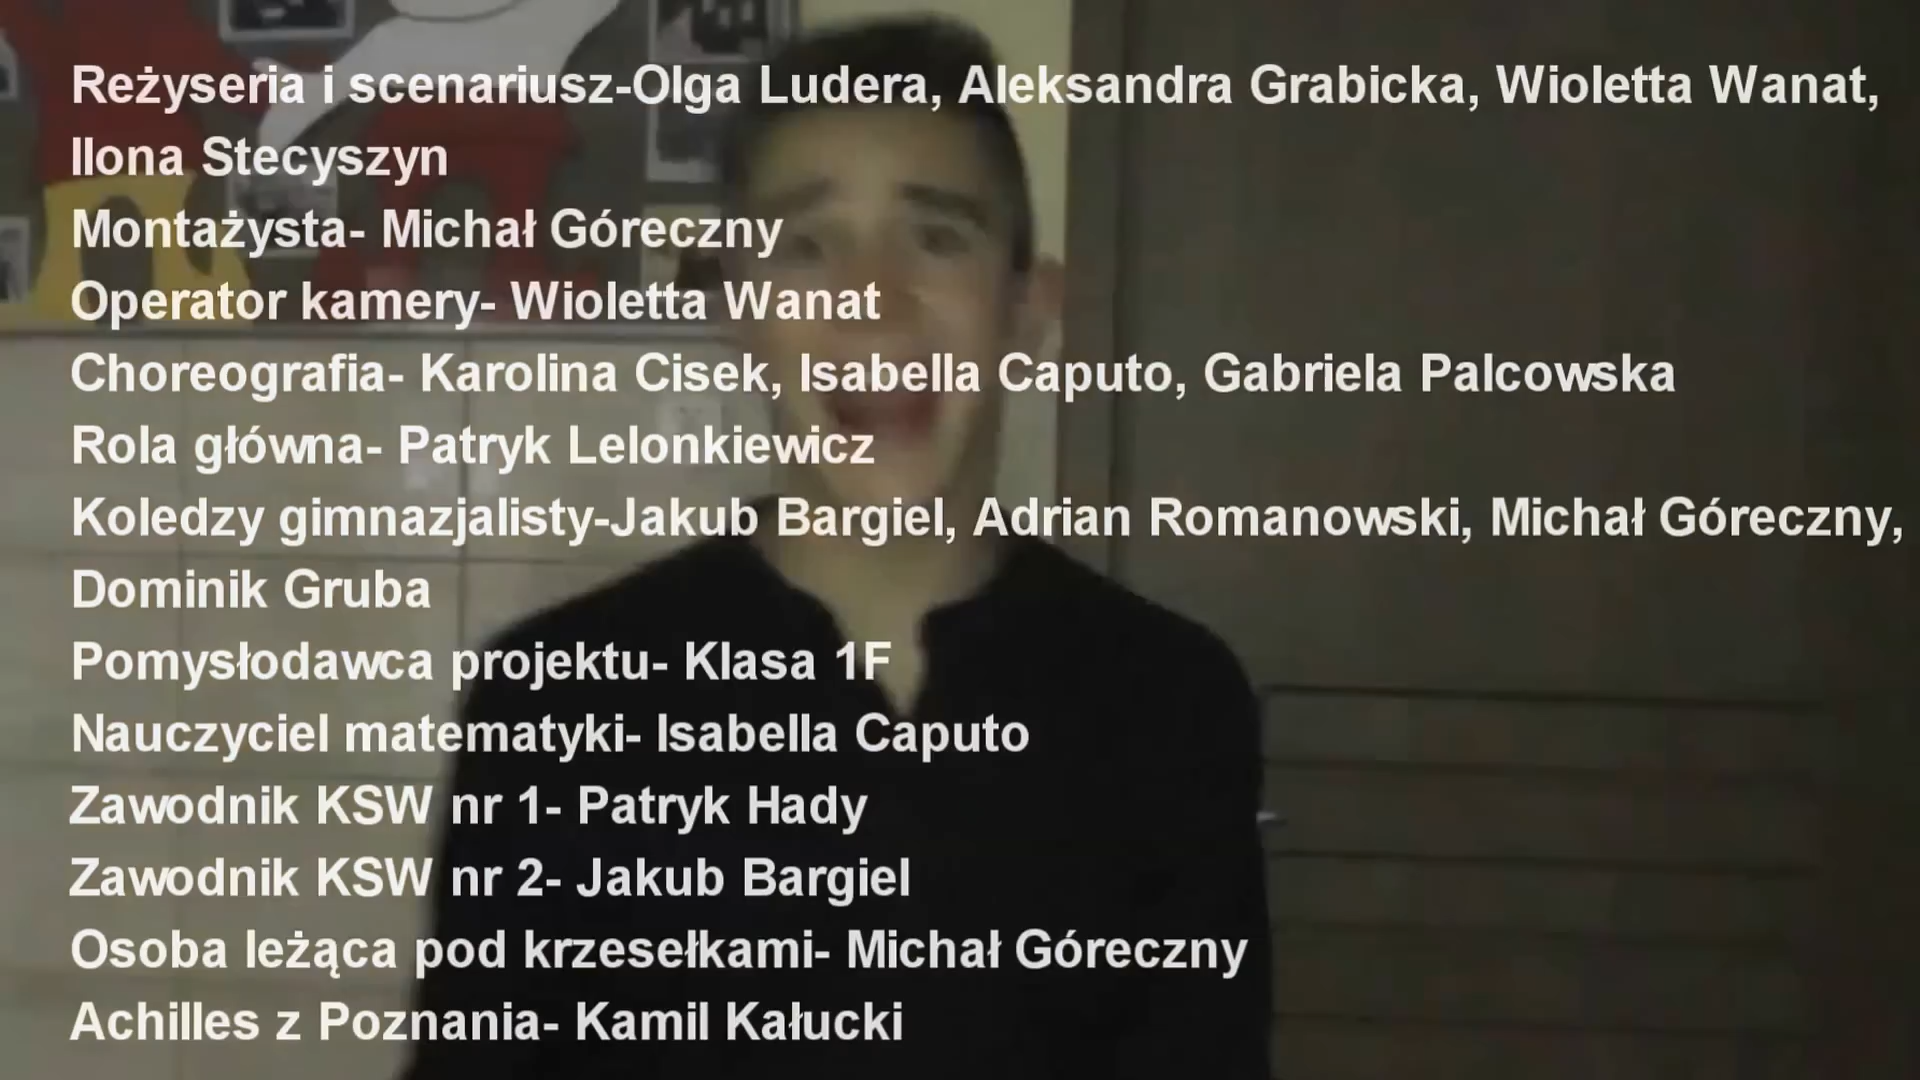 Reżyseria i scenariusz-Olga Ludera, Aleksandra Grabicka, Wioletta Wanat,
Ilona Stecyszyn
Montażysta- Michał Góreczny
Operator kamery- Wioletta Wanat
Choreografia- Karolina Cisek, Isabella Caputo, Gabriela Palcowska
Rola główna- Patryk Lelonkiewicz
Koledzy gimnazjalisty-Jakub Bargiel, Adrian Romanowski, Michał Góreczny,
Dominik Gruba
Pomysłodawca projektu- Klasa 1F
Nauczyciel matematyki- Isabella Caputo
Zawodnik KSW nr 1- Patryk Hady
Zawodnik KSW nr 2- Jakub Bargiel
Osoba leżąca pod krzesełkami- Michał Góreczny
Achilles z Poznania- Kamil Kałucki